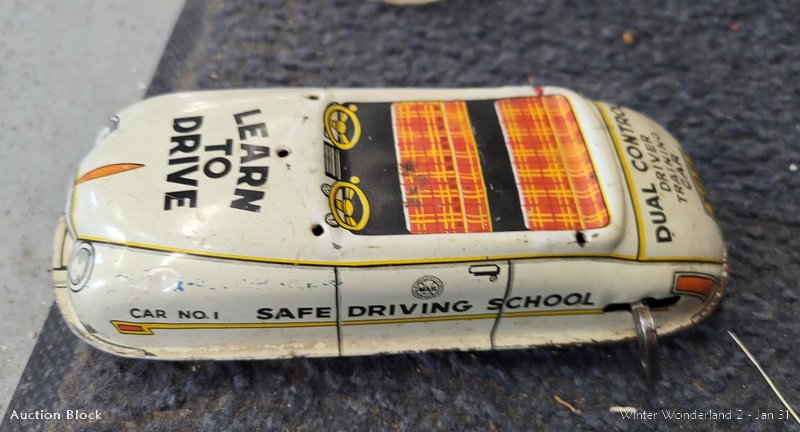 LEARN
TO
DRIVE
DUAL CONTROL
DRIVER
TRAINING
CAR
CAR NO. 1
SAFE DRIVING SCHOOL
MAR
Auction Block
Winter Wonderland 2 - Jan 31